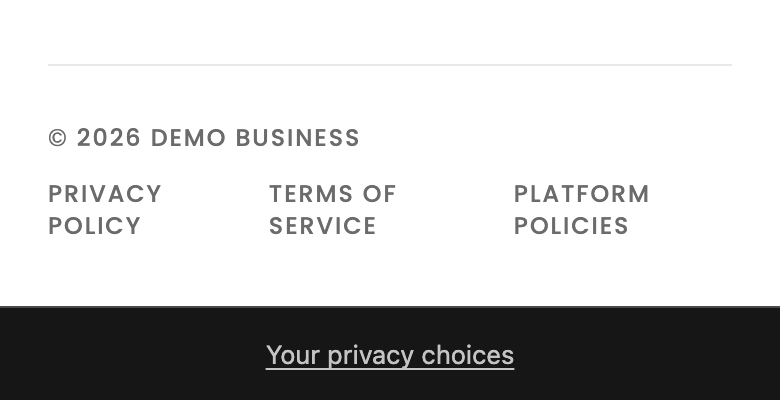 © 2026 DEMO BUSINESS
PRIVACY POLICY
TERMS OF SERVICE
PLATFORM POLICIES
Your privacy choices